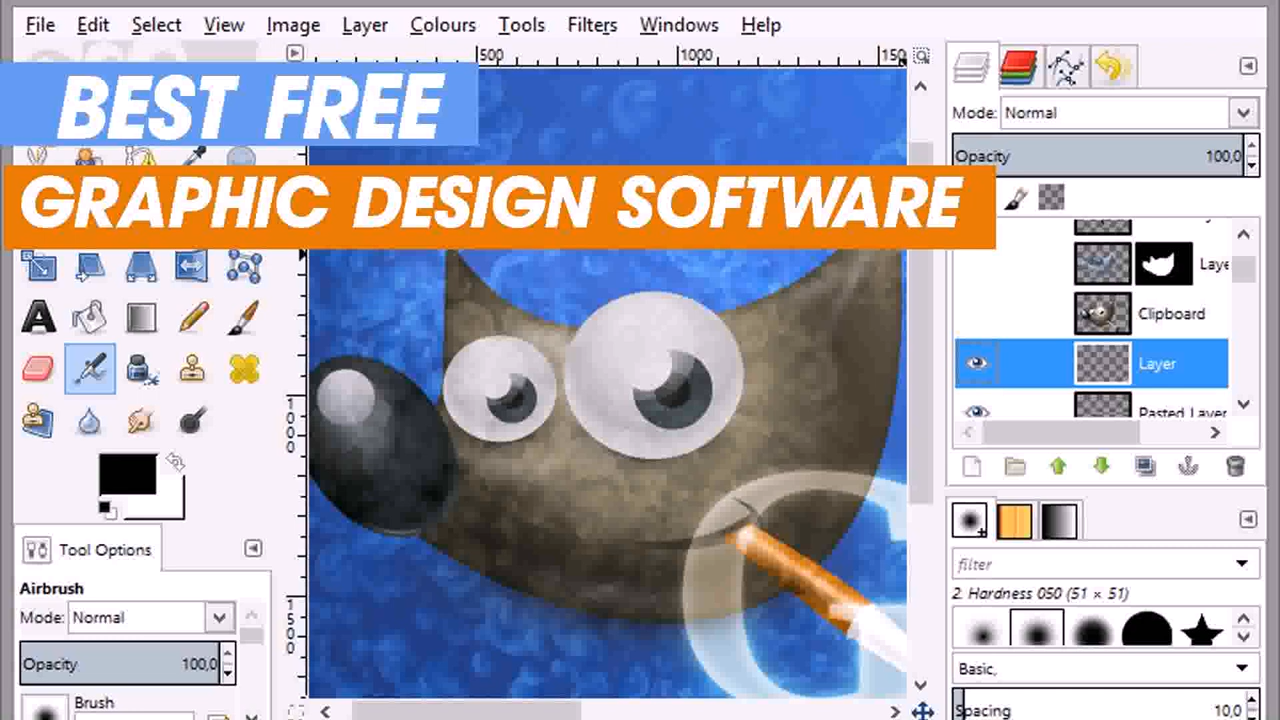 File Edit Select View Image Layer Colours Tools Filters Windows Help
500 1000 150
BEST FREE
Mode: Normal
Opacity 100,0
GRAPHIC DESIGN SOFTWARE
Laye
Clipboard
Layer
Pasted Layer
1000
Tool Options
filter
Airbrush
2. Hardness 050 (51 × 51)
Mode: Normal
1500
Opacity 100,0
Basic,
Brush
Spacing 10,0